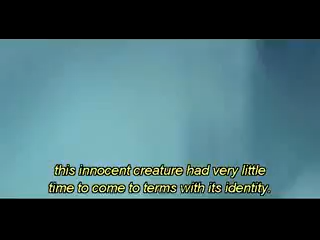 this innocent creature had very little
time to come to terms with its identity.